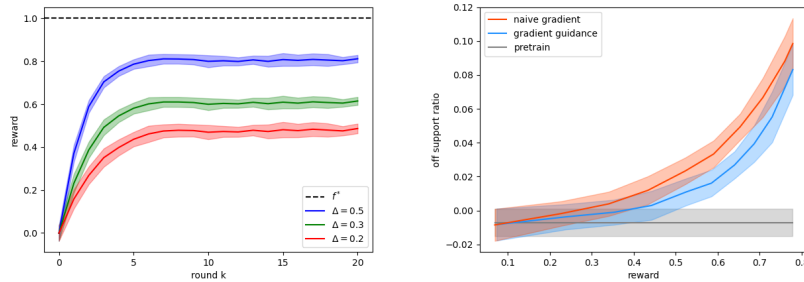 1.0
0.8
0.6
0.4
0.2
0.0
reward
0
5
10
15
20
round k
f*
Δ = 0.5
Δ = 0.3
Δ = 0.2
0.12
0.10
0.08
0.06
0.04
0.02
0.00
−0.02
off support ratio
0.1
0.2
0.3
0.4
0.5
0.6
0.7
reward
naive gradient
gradient guidance
pretrain